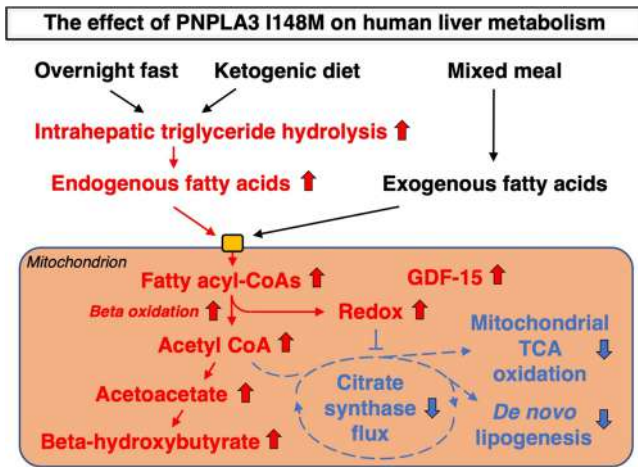 The effect of PNPLA3 I148M on human liver metabolism
Overnight fast Ketogenic diet Mixed meal
Intrahepatic triglyceride hydrolysis
Endogenous fatty acids Exogenous fatty acids
Mitochondrion
Fatty acyl-CoAs GDF-15
Beta oxidation Redox
Mitochondrial
TCA
oxidation
Acetyl CoA
Citrate
synthase
flux
Acetoacetate
De novo
lipogenesis
Beta-hydroxybutyrate